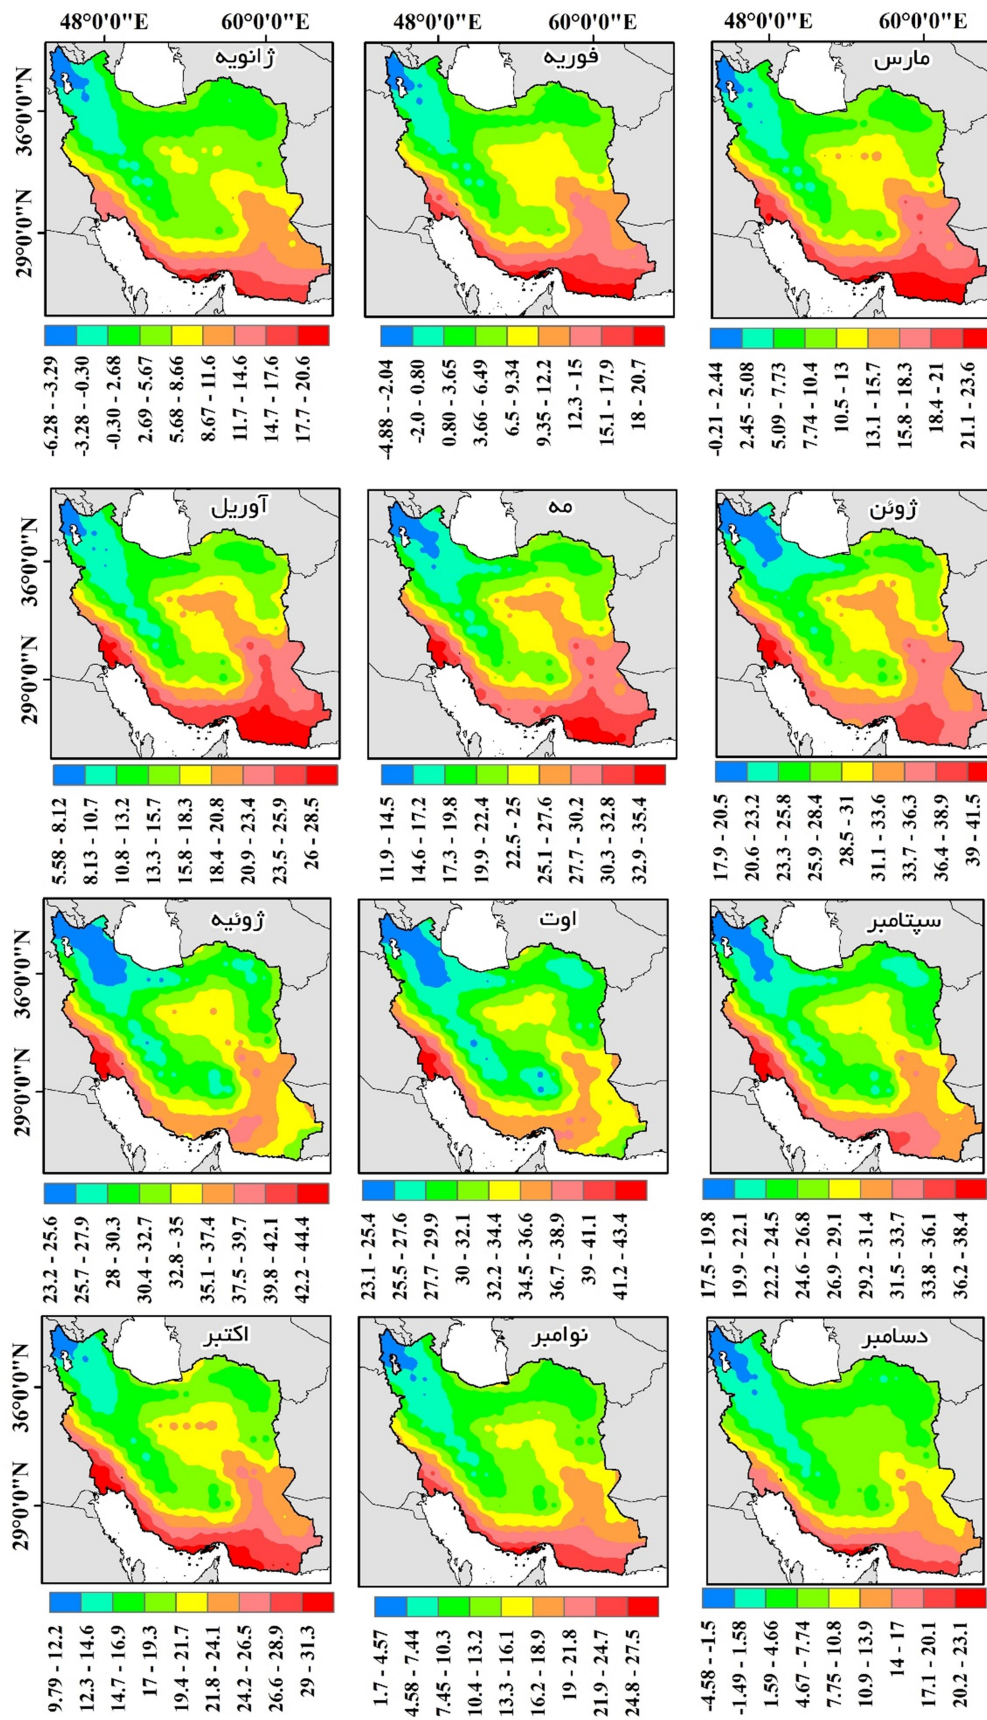 48°0'0"E 60°0'0"E 48°0'0"E 60°0'0"E 48°0'0"E 60°0'0"E
ژانویه
فوریه
مارس
36°0'0"N
29°0'0"N
-6.28 - -3.29
-3.28 - -0.30
-0.30 - 2.68
2.69 - 5.67
5.68 - 8.66
8.67 - 11.6
11.7 - 14.6
14.7 - 17.6
17.7 - 20.6
-4.88 - -2.04
-2.0 - 0.80
0.80 - 3.65
3.66 - 6.49
6.5 - 9.34
9.35 - 12.2
12.3 - 15
15.1 - 17.9
18 - 20.7
-0.21 - 2.44
2.45 - 5.08
5.09 - 7.73
7.74 - 10.4
10.5 - 13
13.1 - 15.7
15.8 - 18.3
18.4 - 21
21.1 - 23.6
آوریل
مه
ژوئن
36°0'0"N
29°0'0"N
5.58 - 8.12
8.13 - 10.7
10.8 - 13.2
13.3 - 15.7
15.8 - 18.3
18.4 - 20.8
20.9 - 23.4
23.5 - 25.9
26 - 28.5
11.9 - 14.5
14.6 - 17.2
17.3 - 19.8
19.9 - 22.4
22.5 - 25
25.1 - 27.6
27.7 - 30.2
30.3 - 32.8
32.9 - 35.4
17.9 - 20.5
20.6 - 23.2
23.3 - 25.8
25.9 - 28.4
28.5 - 31
31.1 - 33.6
33.7 - 36.3
36.4 - 38.9
39 - 41.5
ژوئیه
اوت
سپتامبر
36°0'0"N
29°0'0"N
23.2 - 25.6
25.7 - 27.9
28 - 30.3
30.4 - 32.7
32.8 - 35
35.1 - 37.4
37.5 - 39.7
39.8 - 42.1
42.2 - 44.4
23.1 - 25.4
25.5 - 27.6
27.7 - 29.9
30 - 32.1
32.2 - 34.4
34.5 - 36.6
36.7 - 38.9
39 - 41.1
41.2 - 43.4
17.5 - 19.8
19.9 - 22.1
22.2 - 24.5
24.6 - 26.8
26.9 - 29.1
29.2 - 31.4
31.5 - 33.7
33.8 - 36.1
36.2 - 38.4
اکتبر
نوامبر
دسامبر
36°0'0"N
29°0'0"N
9.79 - 12.2
12.3 - 14.6
14.7 - 16.9
17 - 19.3
19.4 - 21.7
21.8 - 24.1
24.2 - 26.5
26.6 - 28.9
29 - 31.3
1.7 - 4.57
4.58 - 7.44
7.45 - 10.3
10.4 - 13.2
13.3 - 16.1
16.2 - 18.9
19 - 21.8
21.9 - 24.7
24.8 - 27.5
-4.58 - -1.5
-1.49 - 1.58
1.59 - 4.66
4.67 - 7.74
7.75 - 10.8
10.9 - 13.9
14 - 17
17.1 - 20.1
20.2 - 23.1